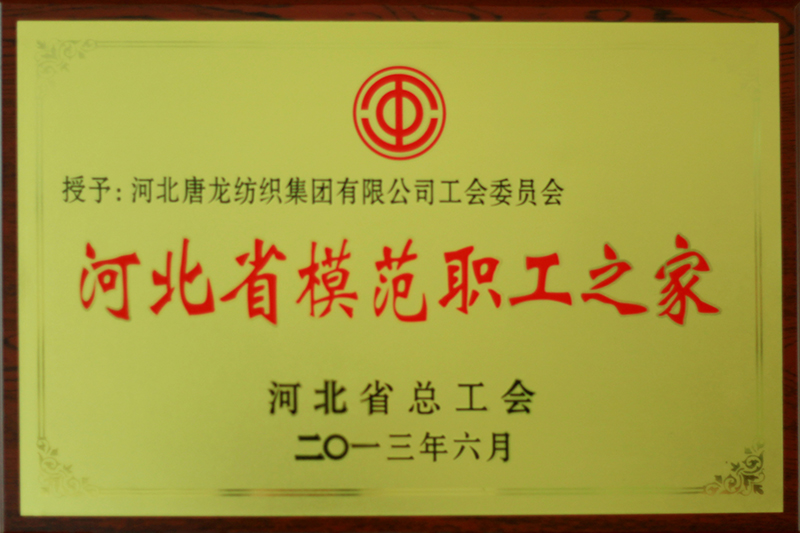 授予：河北唐龙纺织集团有限公司工会委员会
河北省模范职工之家
河北省总工会
二〇一三年六月